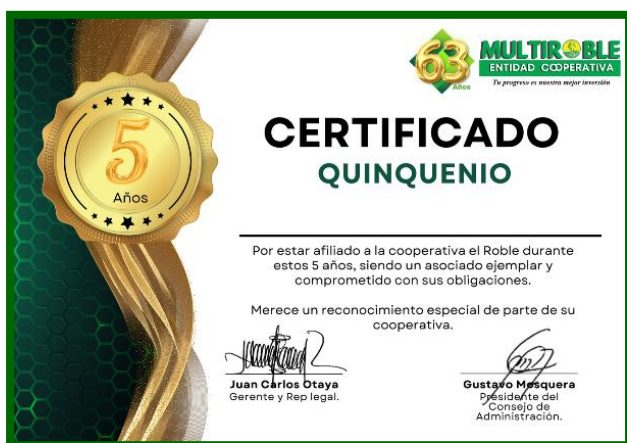 63
Años
MULTIROBLE
ENTIDAD COOPERATIVA
Tu progreso es nuestra mejor inversión
5
Años
CERTIFICADO
QUINQUENIO
Por estar afiliado a la cooperativa el Roble durante
estos 5 años, siendo un asociado ejemplar y
comprometido con sus obligaciones.
Merece un reconocimiento especial de parte de su
cooperativa.
Juan Carlos Otaya
Gerente y Rep legal.
Gustavo Mosquera
Presidente del
Consejo de
Administración.